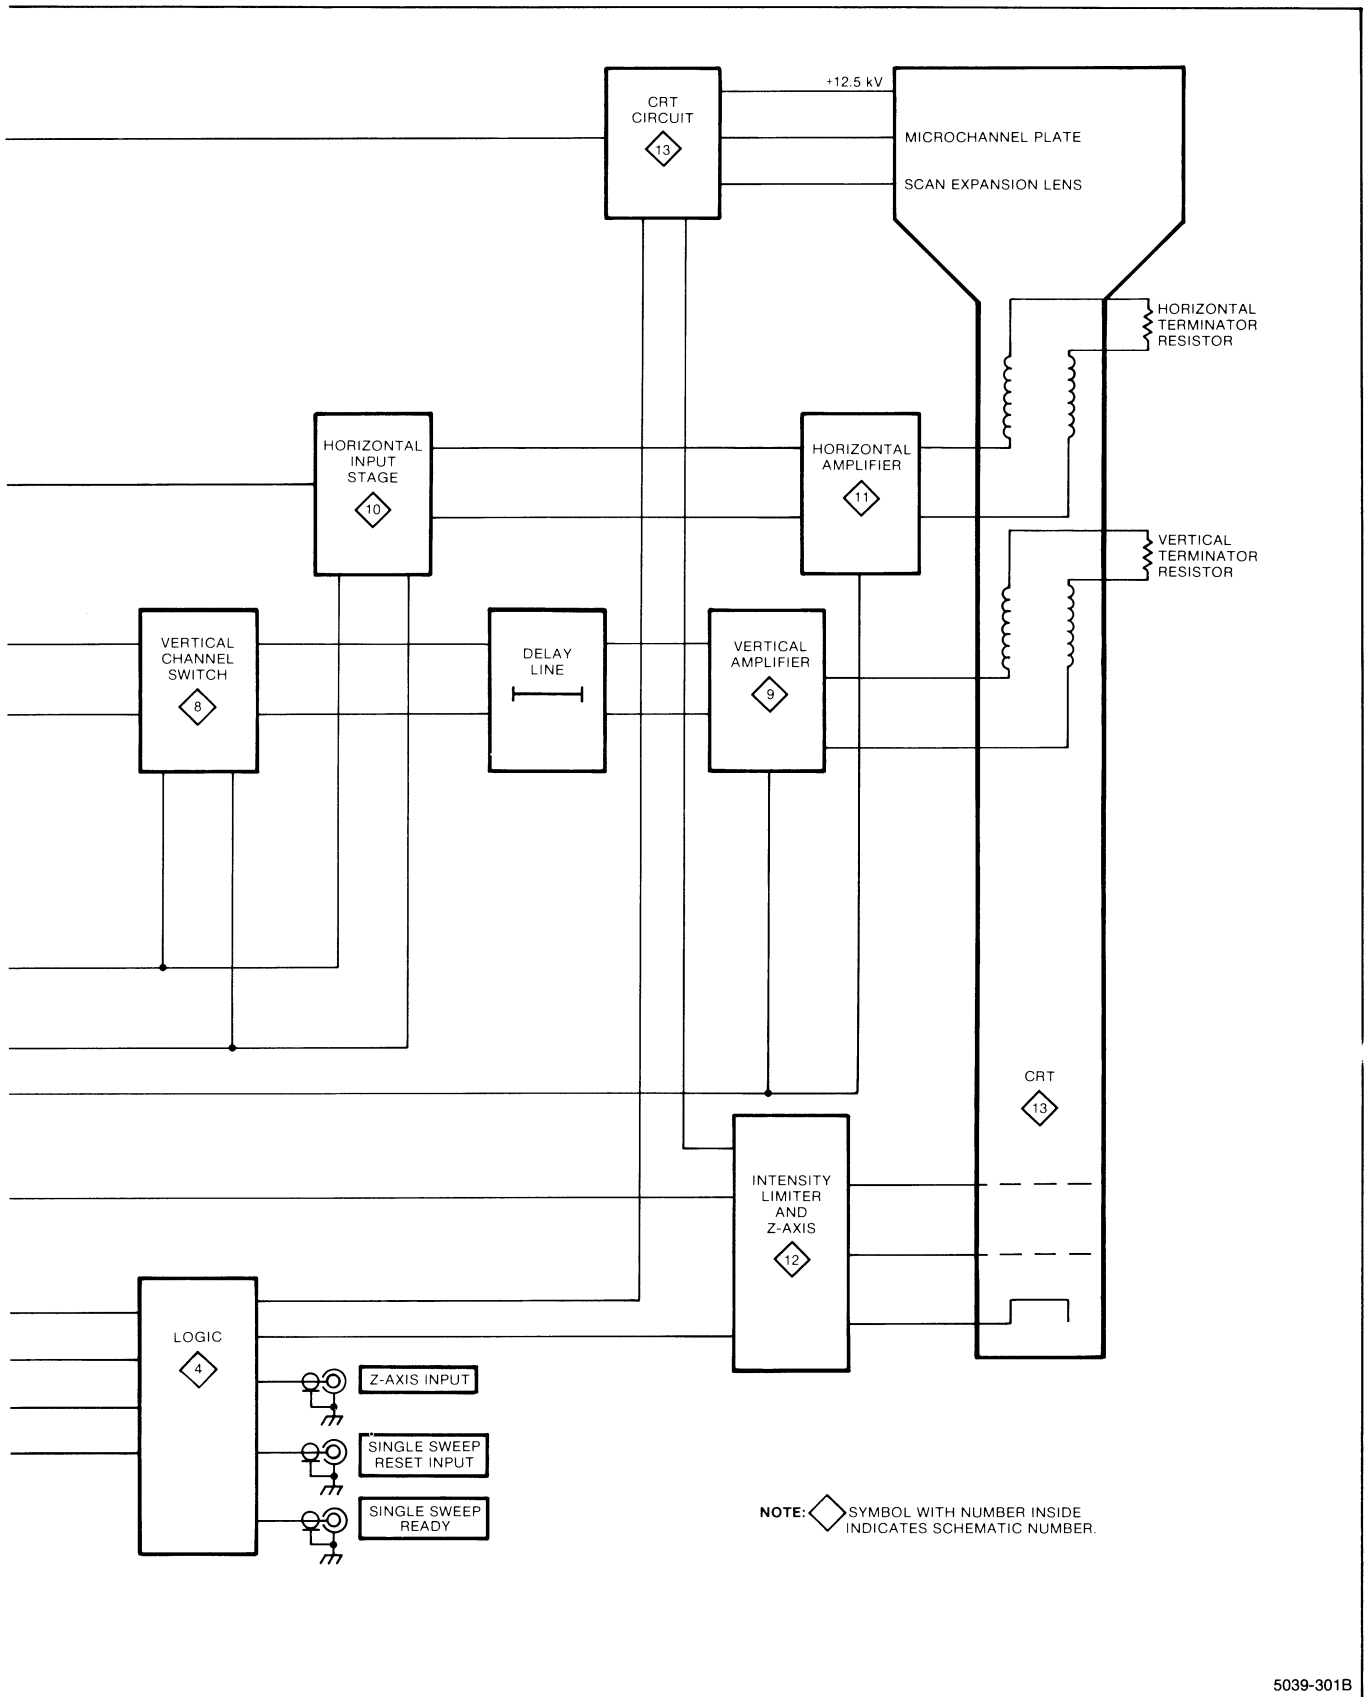 CRT
CIRCUIT
13
+12.5 kV
MICROCHANNEL PLATE
SCAN EXPANSION LENS
HORIZONTAL
TERMINATOR
RESISTOR
HORIZONTAL
INPUT
STAGE
10
HORIZONTAL
AMPLIFIER
11
VERTICAL
TERMINATOR
RESISTOR
VERTICAL
CHANNEL
SWITCH
8
DELAY
LINE
VERTICAL
AMPLIFIER
9
CRT
13
INTENSITY
LIMITER
AND
Z-AXIS
12
LOGIC
4
Z-AXIS INPUT
SINGLE SWEEP
RESET INPUT
SINGLE SWEEP
READY
NOTE: SYMBOL WITH NUMBER INSIDE
INDICATES SCHEMATIC NUMBER.
5039-301B